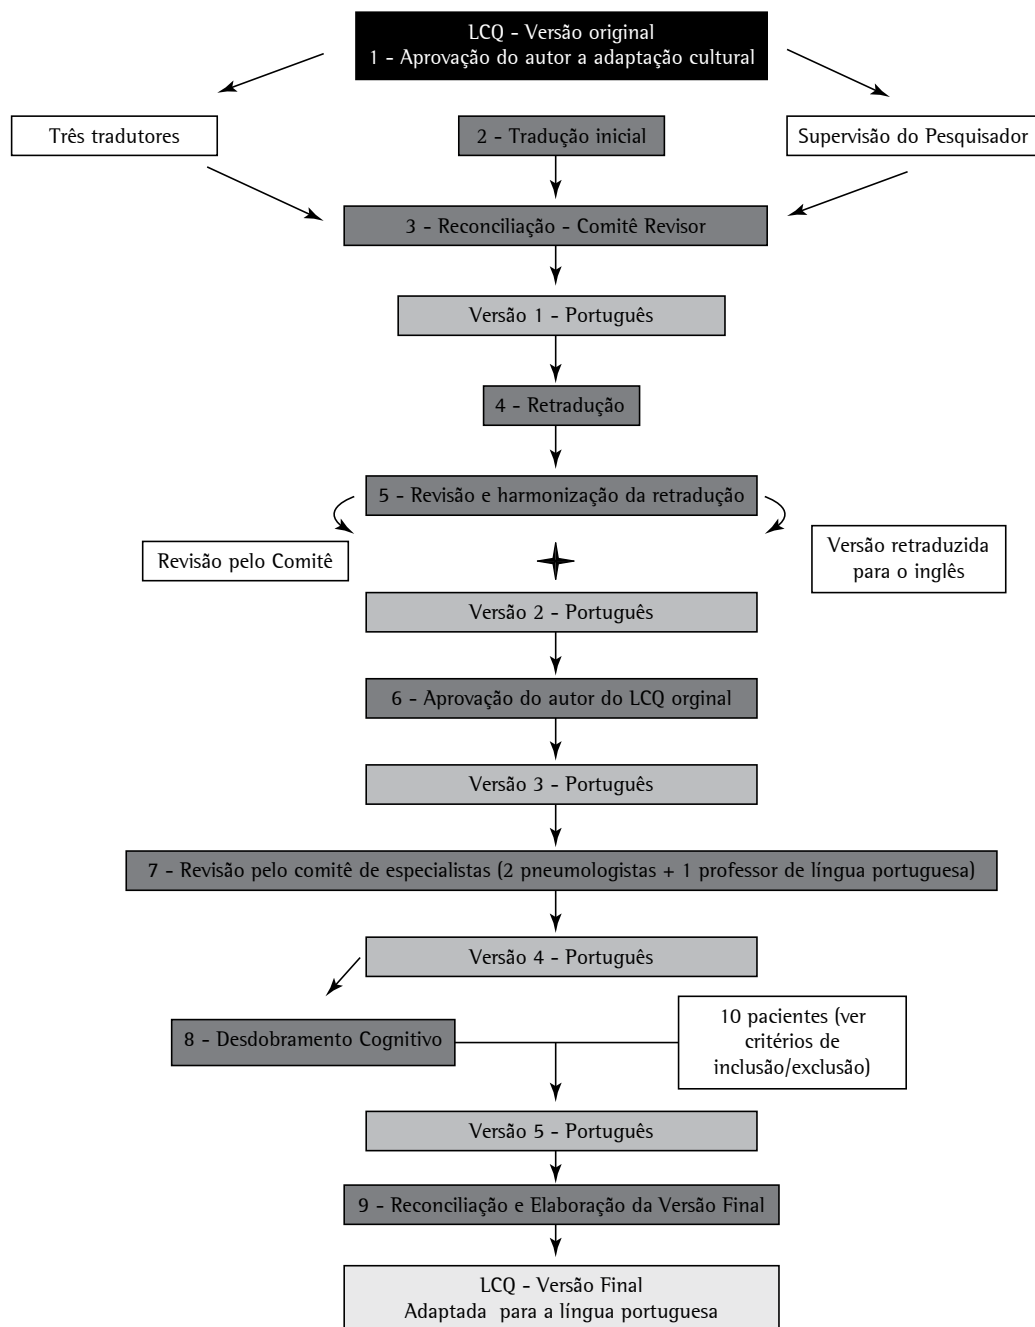 LCQ - Versão original
1 - Aprovação do autor a adaptação cultural
Três tradutores
2 - Tradução inicial
Supervisão do Pesquisador
3 - Reconciliação - Comitê Revisor
Versão 1 - Português
4 - Retradução
5 - Revisão e harmonização da retradução
Revisão pelo Comitê
Versão retraduzida
para o inglês
Versão 2 - Português
6 - Aprovação do autor do LCQ orginal
Versão 3 - Português
7 - Revisão pelo comitê de especialistas (2 pneumologistas + 1 professor de língua portuguesa)
Versão 4 - Português
8 - Desdobramento Cognitivo
10 pacientes (ver
critérios de
inclusão/exclusão)
Versão 5 - Português
9 - Reconciliação e Elaboração da Versão Final
LCQ - Versão Final
Adaptada para a língua portuguesa